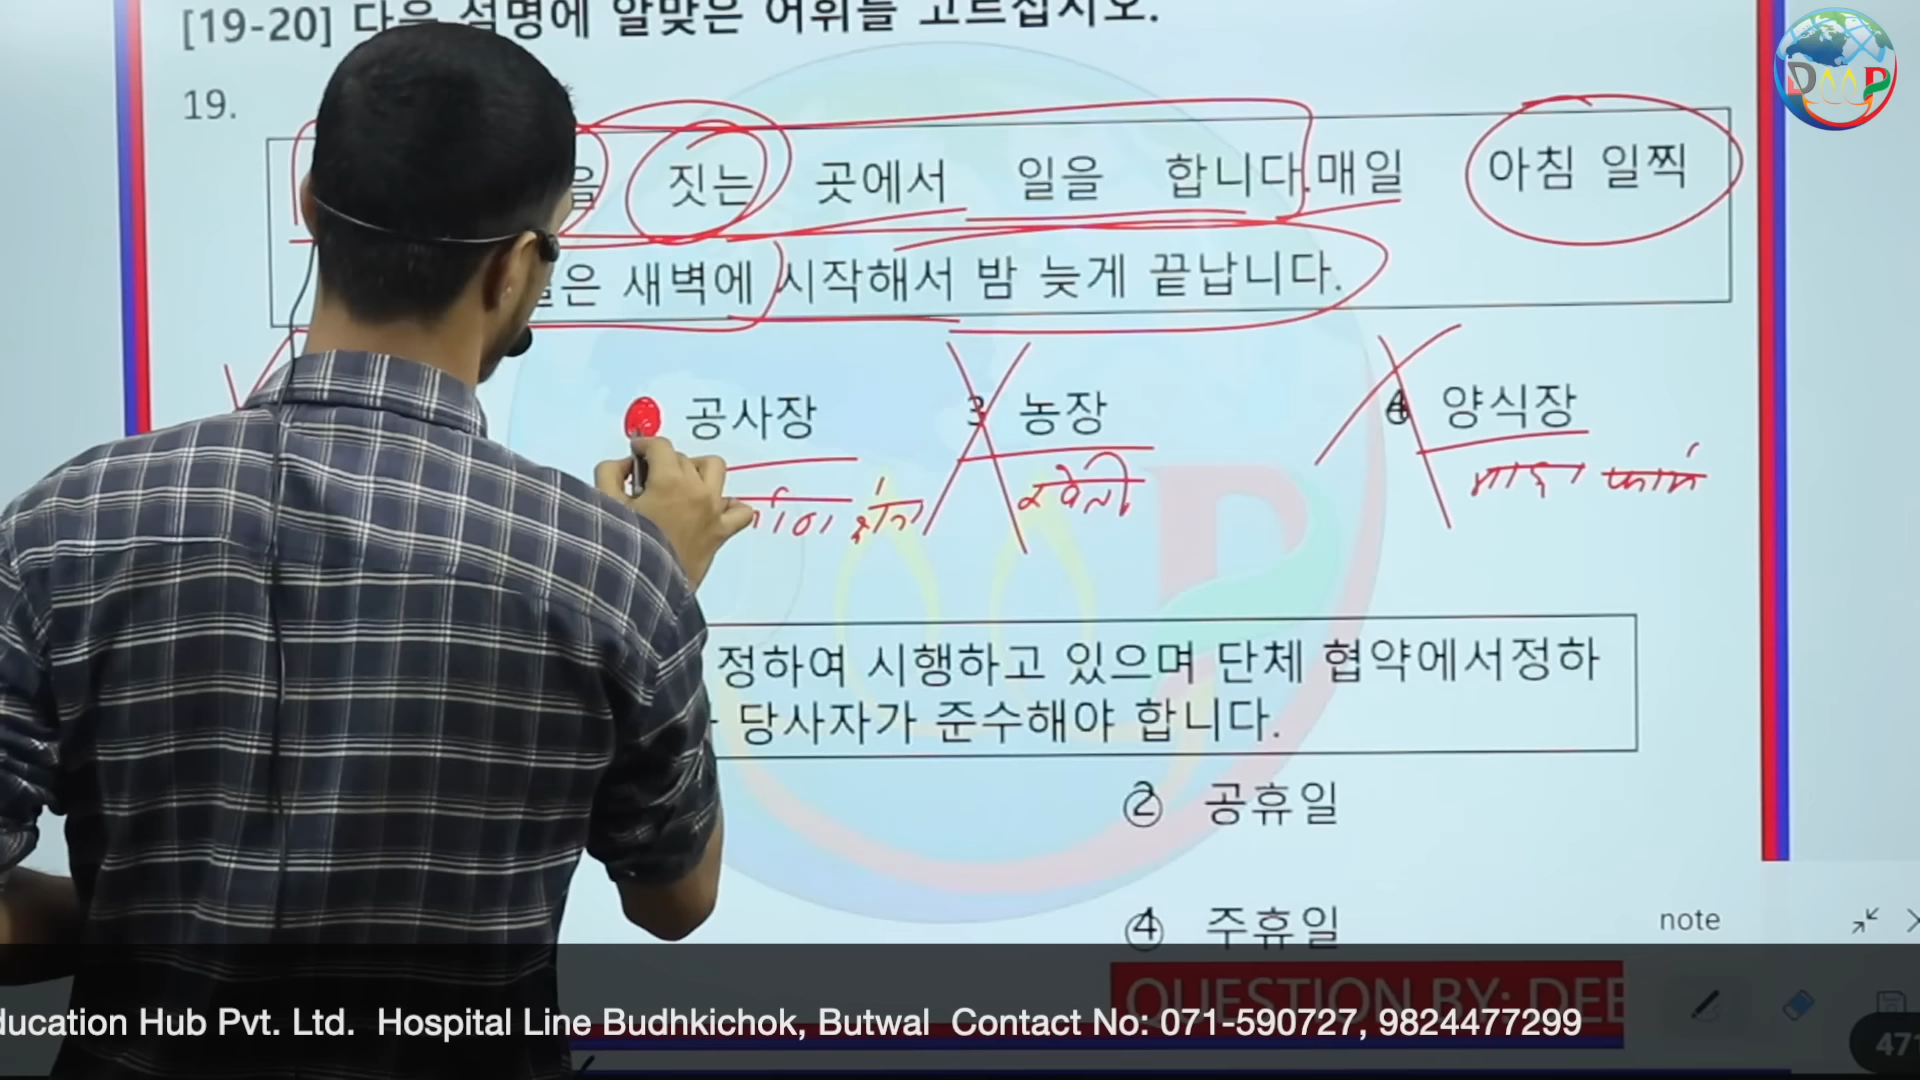 [19-20] 다음 설명에 알맞은 어휘를 고르십시오.
19.
을 짓는 곳에서 일을 합니다.매일 아침 일찍
은 새벽에 시작해서 밤 늦게 끝납니다.
공사장 3 농장 4 양식장
खेती
정하여 시행하고 있으며 단체 협약에서정하
당사자가 준수해야 합니다.
② 공휴일
④ 주휴일
note
QUESTION BY: DEE
ducation Hub Pvt. Ltd. Hospital Line Budhkichok, Butwal Contact No: 071-590727, 9824477299
471